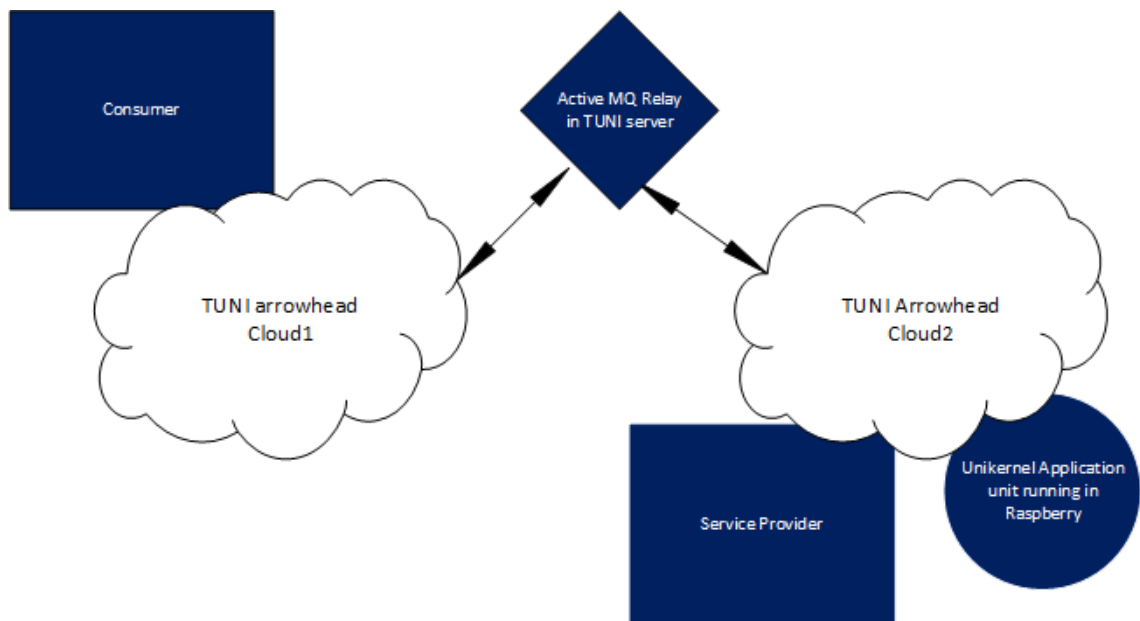 Consumer
Active MQ Relay
in TUNI server
TUNI arrowhead
Cloud1
TUNI Arrowhead
Cloud2
Service Provider
Unikernel Application
unit running in
Raspberry